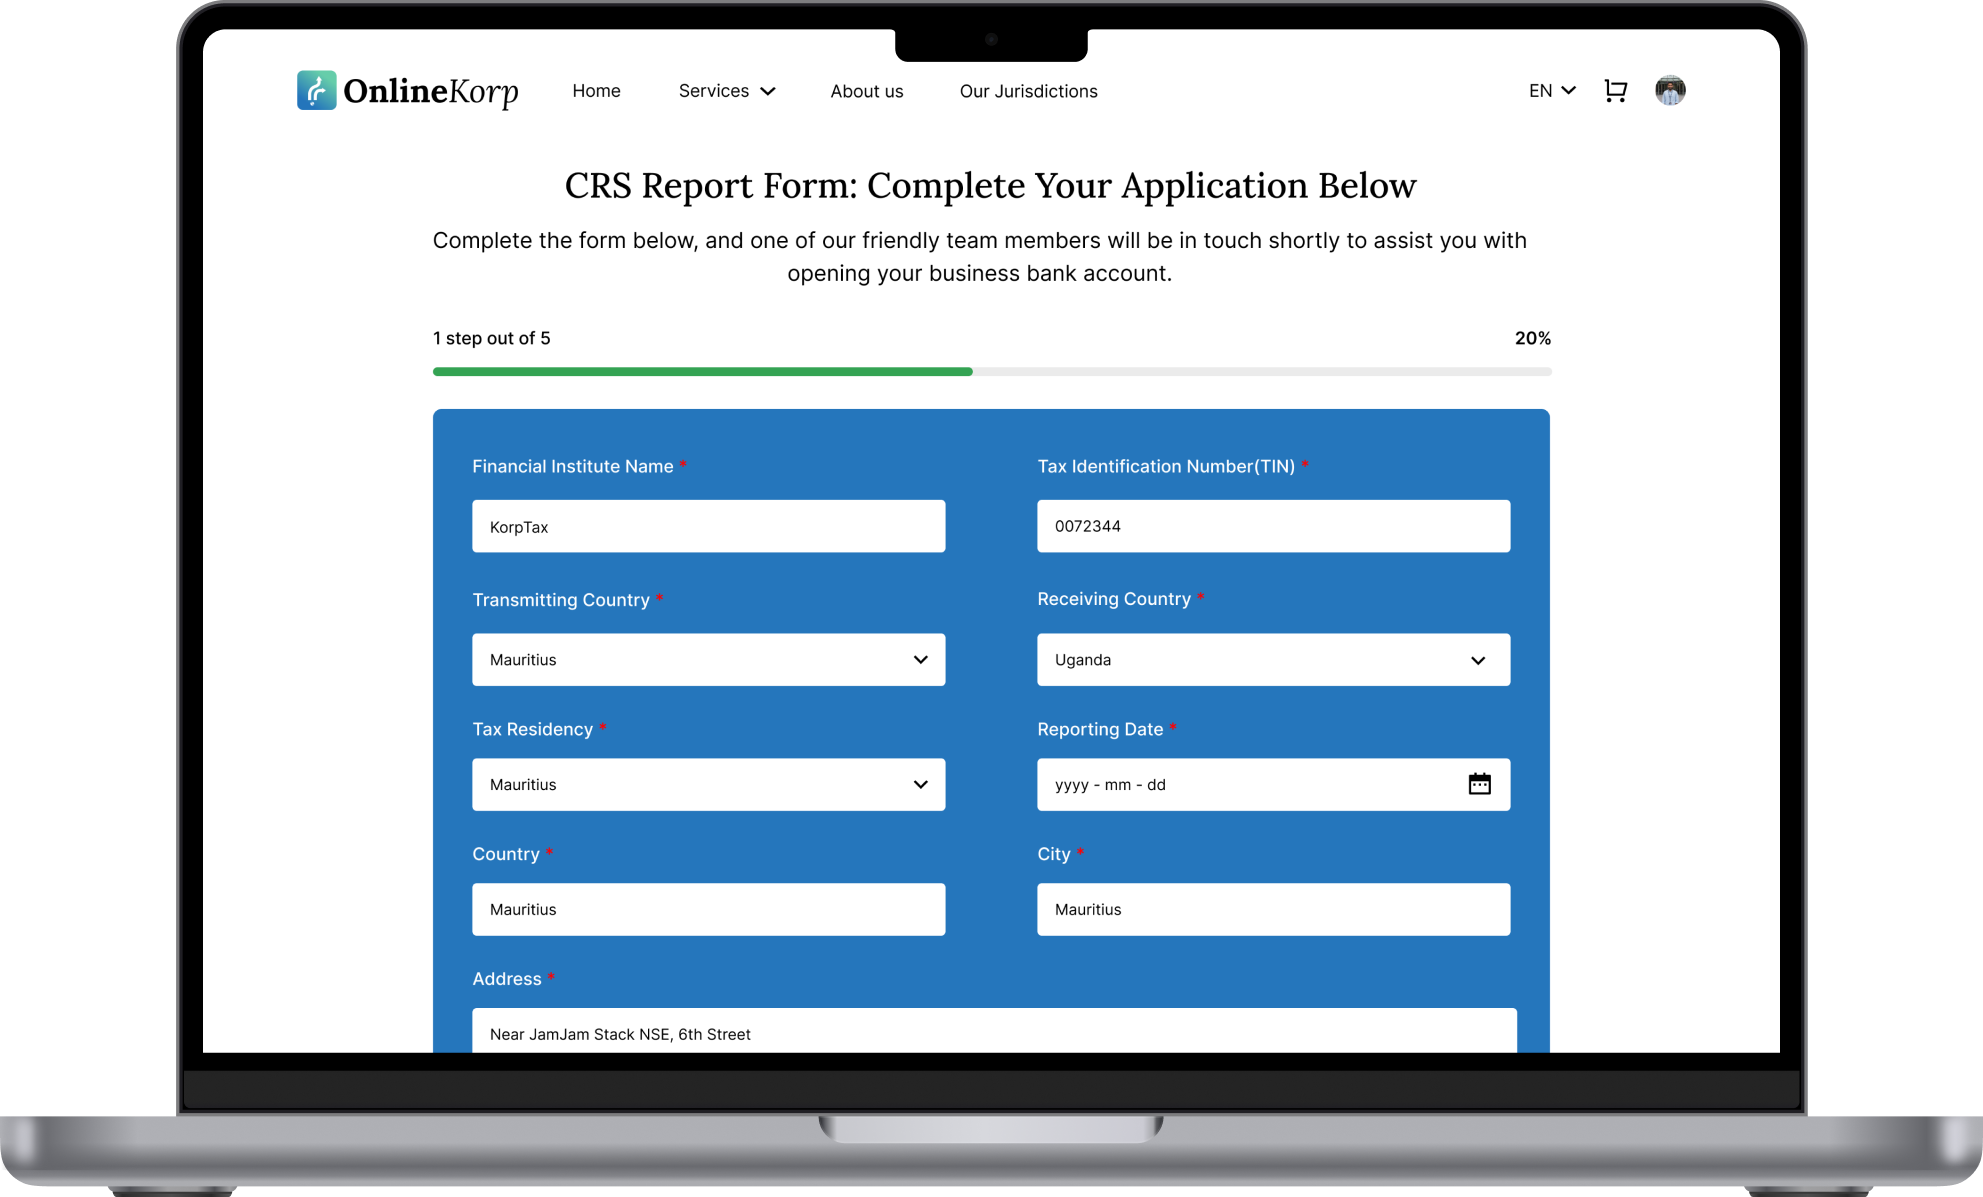 OnlineKorp Home Services About us Our Jurisdictions EN
CRS Report Form: Complete Your Application Below
Complete the form below, and one of our friendly team members will be in touch shortly to assist you with
opening your business bank account.
1 step out of 5 20%
Financial Institute Name * Tax Identification Number(TIN) *
KorpTax 0072344
Transmitting Country * Receiving Country *
Mauritius Uganda
Tax Residency * Reporting Date *
Mauritius yyyy - mm - dd
Country * City *
Mauritius Mauritius
Address *
Near JamJam Stack NSE, 6th Street